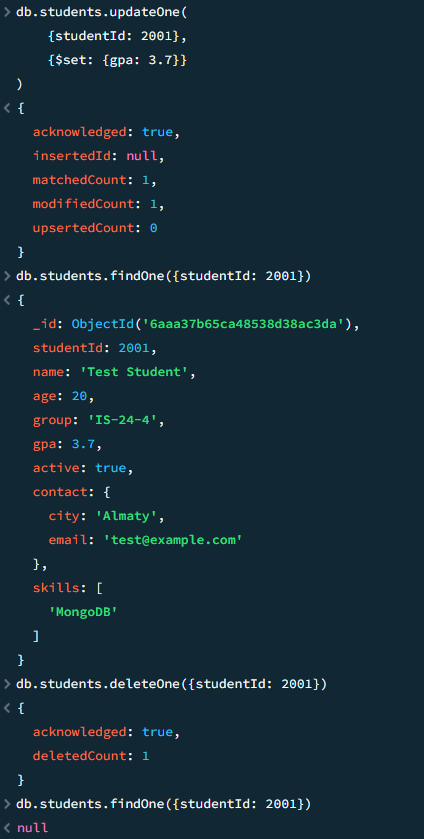 > db.students.updateOne(
    {studentId: 2001},
    {$set: {gpa: 3.7}}
)
< {
  acknowledged: true,
  insertedId: null,
  matchedCount: 1,
  modifiedCount: 1,
  upsertedCount: 0
}
> db.students.findOne({studentId: 2001})
< {
  _id: ObjectId('6aaa37b65ca48538d38ac3da'),
  studentId: 2001,
  name: 'Test Student',
  age: 20,
  group: 'IS-24-4',
  gpa: 3.7,
  active: true,
  contact: {
    city: 'Almaty',
    email: 'test@example.com'
  },
  skills: [
    'MongoDB'
  ]
}
> db.students.deleteOne({studentId: 2001})
< {
  acknowledged: true,
  deletedCount: 1
}
> db.students.findOne({studentId: 2001})
< null